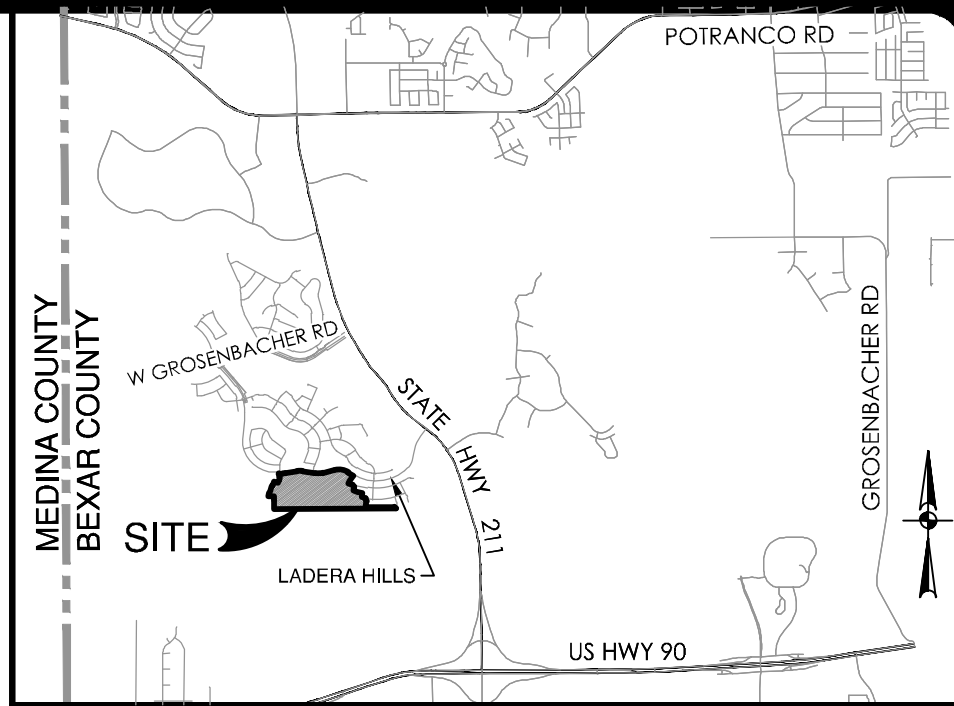 POTRANCO RD
MEDINA COUNTY
BEXAR COUNTY
W GROSENBACHER RD
GROSENBACHER RD
STATE
HWY
211
SITE
LADERA HILLS
US HWY 90